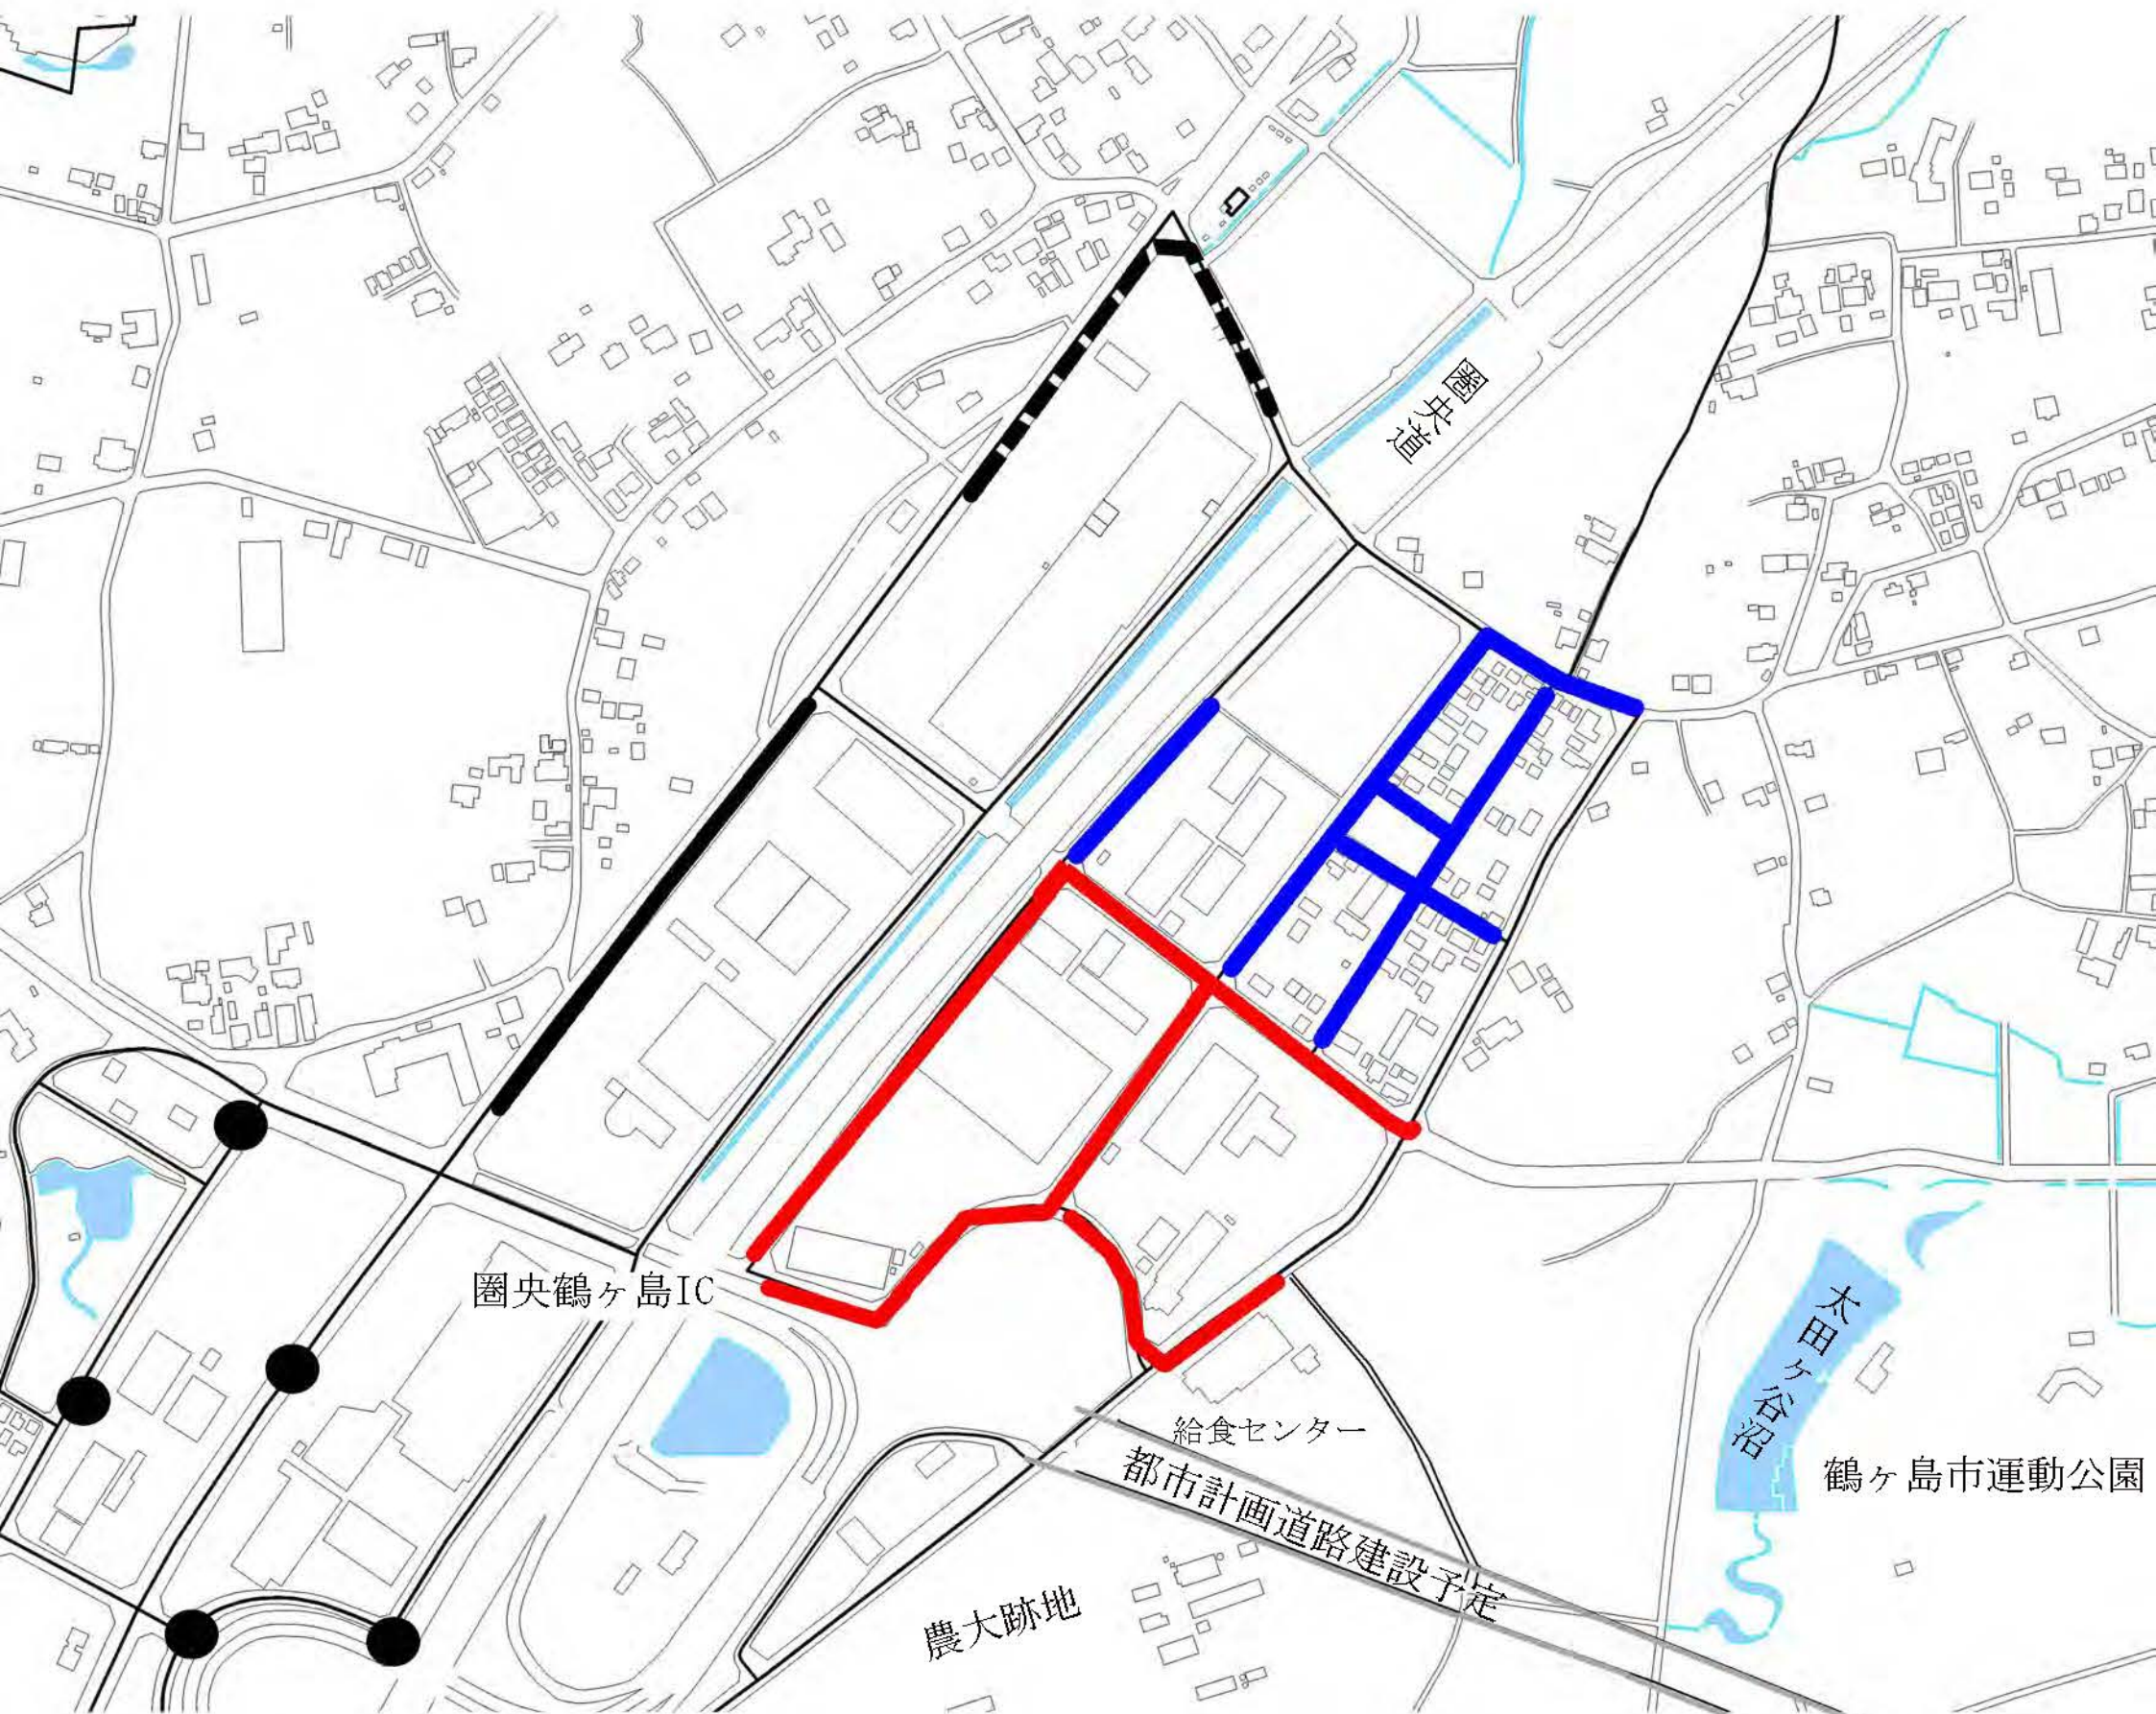 圏央道
圏央鶴ヶ島IC
太田ヶ谷沼
給食センター
都市計画道路建設予定
鶴ヶ島市運動公園
農大跡地